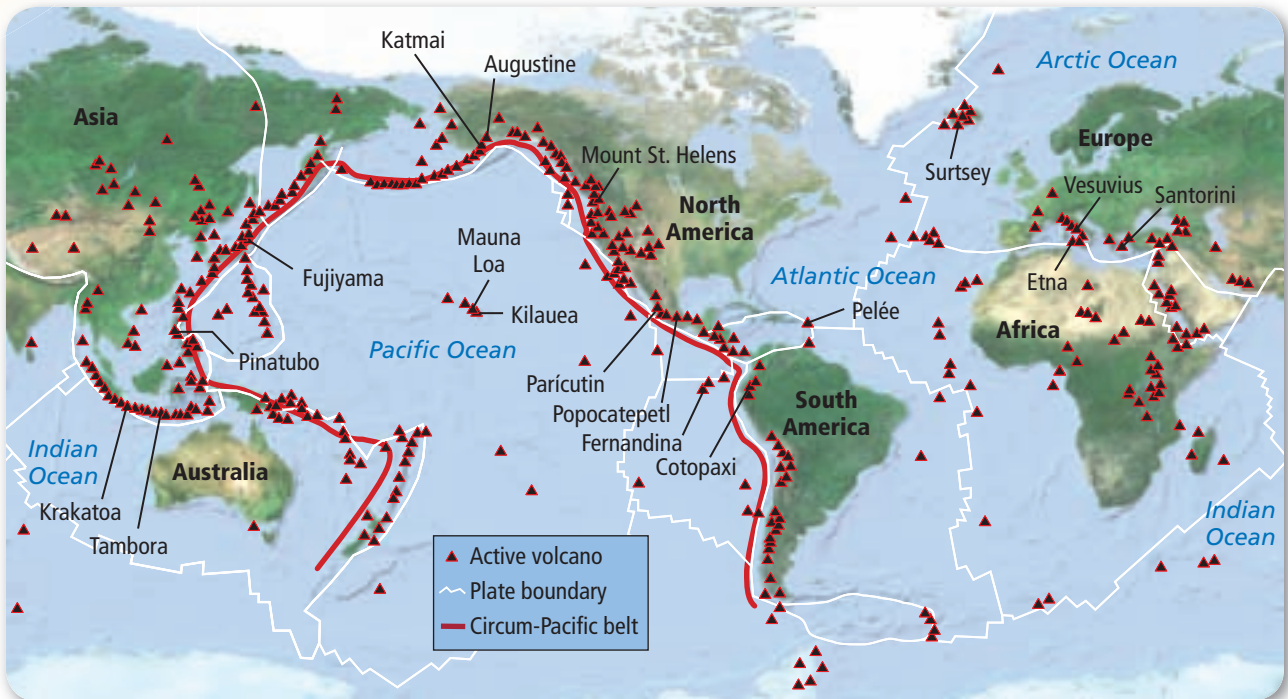 Katmai
Augustine
Arctic Ocean
Asia
Europe
Mount St. Helens
Surtsey
Vesuvius
Santorini
North
America
Mauna
Loa
Fujiyama
Atlantic Ocean
Etna
Kilauea
Pelée
Africa
Pacific Ocean
Pinatubo
Parícutin
Popocatepetl
South
America
Fernandina
Cotopaxi
Indian
Ocean
Australia
Krakatoa
Tambora
Indian
Ocean
Active volcano
Plate boundary
Circum-Pacific belt